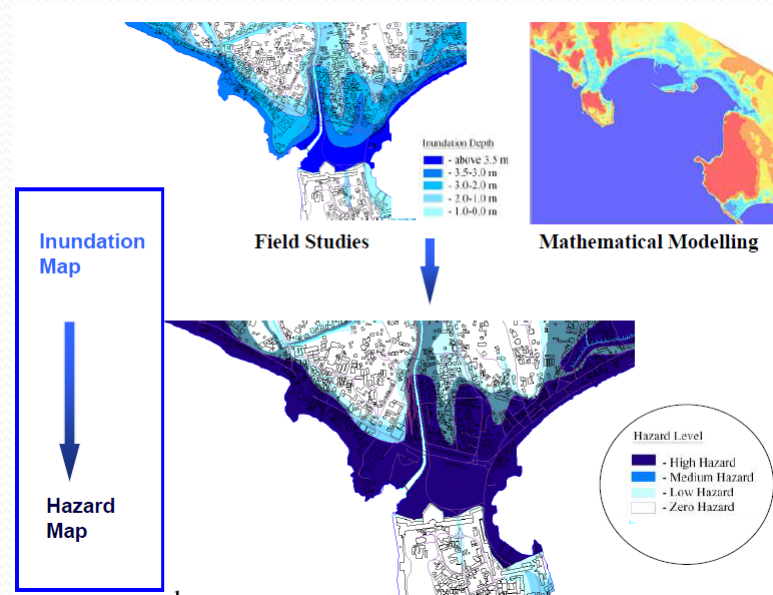 Inundation Depth
- above 3.5 m
- 3.5-3.0 m
- 3.0-2.0 m
- 2.0-1.0 m
- 1.0-0.0 m
Field Studies
Mathematical Modelling
Inundation
Map
Hazard
Map
Hazard Level
- High Hazard
- Medium Hazard
- Low Hazard
- Zero Hazard